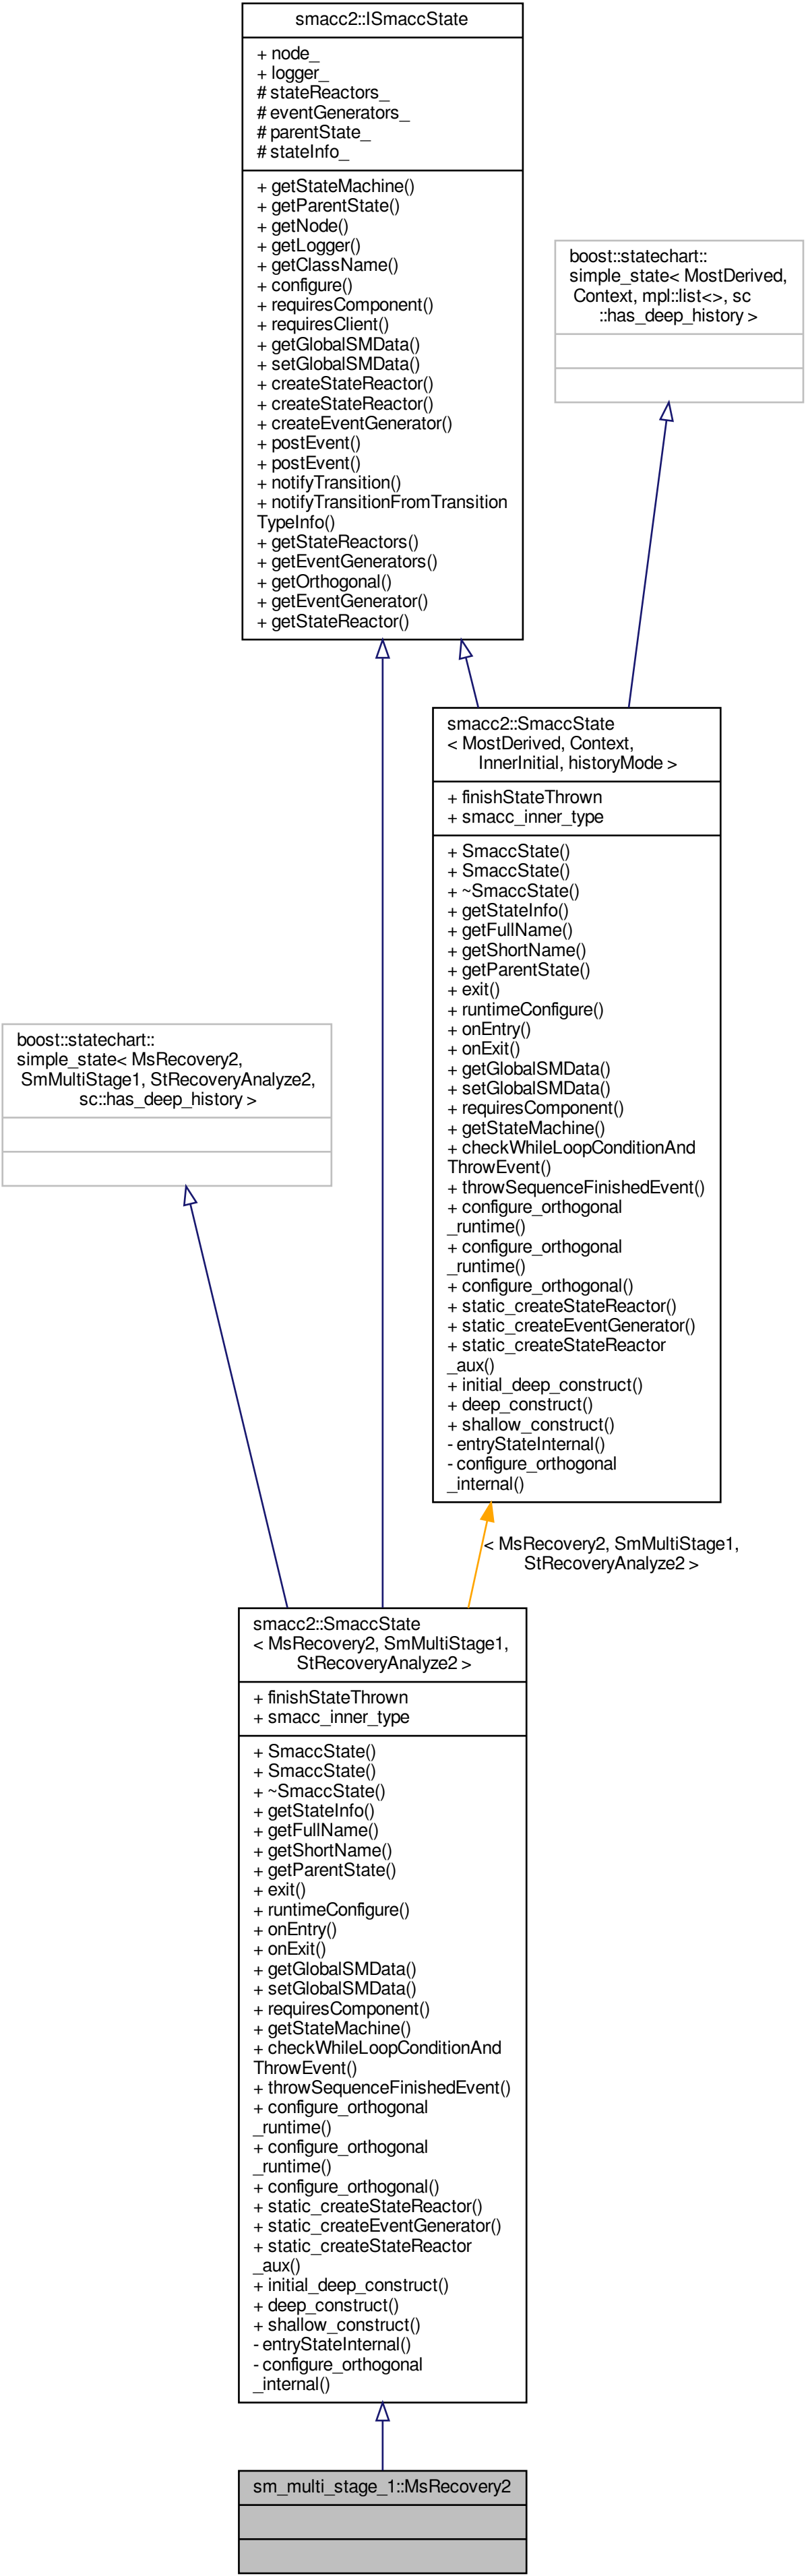 smacc2::ISmaccState
+ node_
+ logger_
# stateReactors_
# eventGenerators_
# parentState_
# stateInfo_
+ getStateMachine()
+ getParentState()
+ getNode()
+ getLogger()
+ getClassName()
+ configure()
+ requiresComponent()
+ requiresClient()
+ getGlobalSMData()
+ setGlobalSMData()
+ createStateReactor()
+ createStateReactor()
+ createEventGenerator()
+ postEvent()
+ postEvent()
+ notifyTransition()
+ notifyTransitionFromTransition
TypeInfo()
+ getStateReactors()
+ getEventGenerators()
+ getOrthogonal()
+ getEventGenerator()
+ getStateReactor()
boost::statechart::
simple_state< MostDerived,
Context, mpl::list<>, sc
::has_deep_history >
smacc2::SmaccState
< MostDerived, Context,
InnerInitial, historyMode >
+ finishStateThrown
+ smacc_inner_type
+ SmaccState()
+ SmaccState()
+ ~SmaccState()
+ getStateInfo()
+ getFullName()
+ getShortName()
+ getParentState()
+ exit()
+ runtimeConfigure()
+ onEntry()
+ onExit()
+ getGlobalSMData()
+ setGlobalSMData()
+ requiresComponent()
+ getStateMachine()
+ checkWhileLoopConditionAnd
ThrowEvent()
+ throwSequenceFinishedEvent()
+ configure_orthogonal
_runtime()
+ configure_orthogonal
_runtime()
+ configure_orthogonal()
+ static_createStateReactor()
+ static_createEventGenerator()
+ static_createStateReactor
_aux()
+ initial_deep_construct()
+ deep_construct()
+ shallow_construct()
- entryStateInternal()
- configure_orthogonal
_internal()
boost::statechart::
simple_state< MsRecovery2,
SmMultiStage1, StRecoveryAnalyze2,
sc::has_deep_history >
< MsRecovery2, SmMultiStage1,
StRecoveryAnalyze2 >
smacc2::SmaccState
< MsRecovery2, SmMultiStage1,
StRecoveryAnalyze2 >
+ finishStateThrown
+ smacc_inner_type
+ SmaccState()
+ SmaccState()
+ ~SmaccState()
+ getStateInfo()
+ getFullName()
+ getShortName()
+ getParentState()
+ exit()
+ runtimeConfigure()
+ onEntry()
+ onExit()
+ getGlobalSMData()
+ setGlobalSMData()
+ requiresComponent()
+ getStateMachine()
+ checkWhileLoopConditionAnd
ThrowEvent()
+ throwSequenceFinishedEvent()
+ configure_orthogonal
_runtime()
+ configure_orthogonal
_runtime()
+ configure_orthogonal()
+ static_createStateReactor()
+ static_createEventGenerator()
+ static_createStateReactor
_aux()
+ initial_deep_construct()
+ deep_construct()
+ shallow_construct()
- entryStateInternal()
- configure_orthogonal
_internal()
sm_multi_stage_1::MsRecovery2